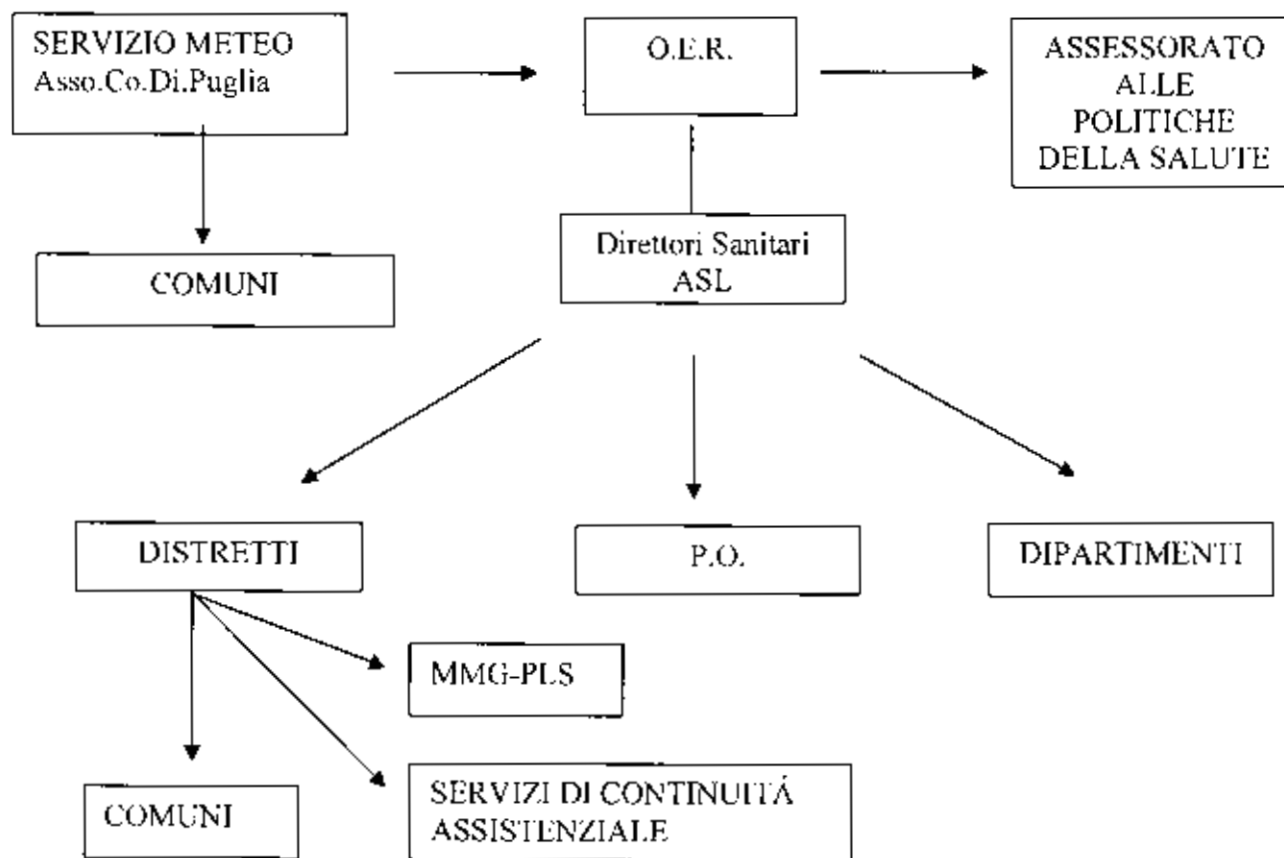 SERVIZIO METEO
Asso.Co.Di.Puglia
O.E.R.
ASSESSORATO
ALLE
POLITICHE
DELLA SALUTE
COMUNI
Direttori Sanitari
ASL
DISTRETTI
P.O.
DIPARTIMENTI
MMG-PLS
COMUNI
SERVIZI DI CONTINUITÁ
ASSISTENZIALE